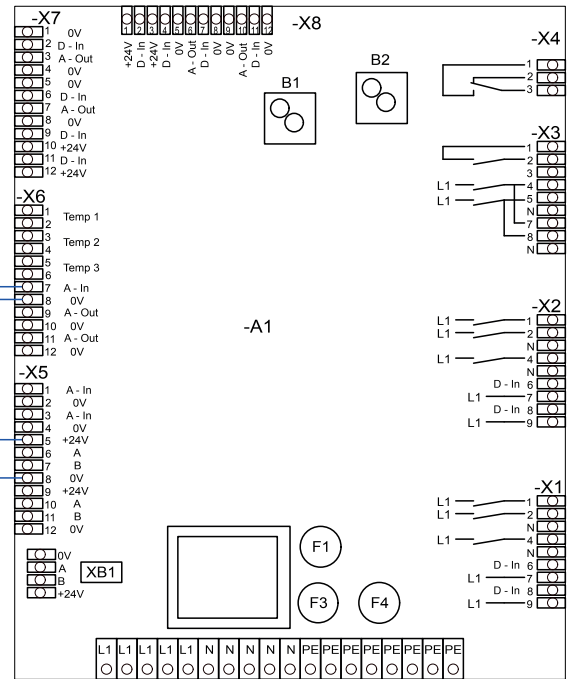 -X7
1 0V
2 D - In
3 A - Out
4 0V
5 0V
6 D - In
7 A - Out
8 0V
9 D - In
10 +24V
11 D - In
12 +24V
-X8
1 2 3 4 5 6 7 8 9 10 11 12
+24V
D - In
+24V
D - In
0V
A - Out
D - In
0V
0V
A - Out
D - In
0V
B1
B2
-X4
1
2
3
-X3
1
2
3
L1 4
L1 5
N
7
8
N
-X6
1 Temp 1
2
3 Temp 2
4
5 Temp 3
6
7 A - In
8 0V
9 A - Out
10 0V
11 A - Out
12 0V
-A1
-X2
L1 1
L1 2
N
L1 4
N
D - In 6
L1 7
D - In 8
L1 9
-X5
1 A - In
2 0V
3 A - In
4 0V
5 +24V
6 A
7 B
8 0V
9 +24V
10 A
11 B
12 0V
-X1
L1 1
L1 2
N
L1 4
N
D - In 6
L1 7
D - In 8
L1 9
0V
A
B
+24V
XB1
F1
F3
F4
L1 L1 L1 L1 L1 N N N N N PE PE PE PE PE PE PE